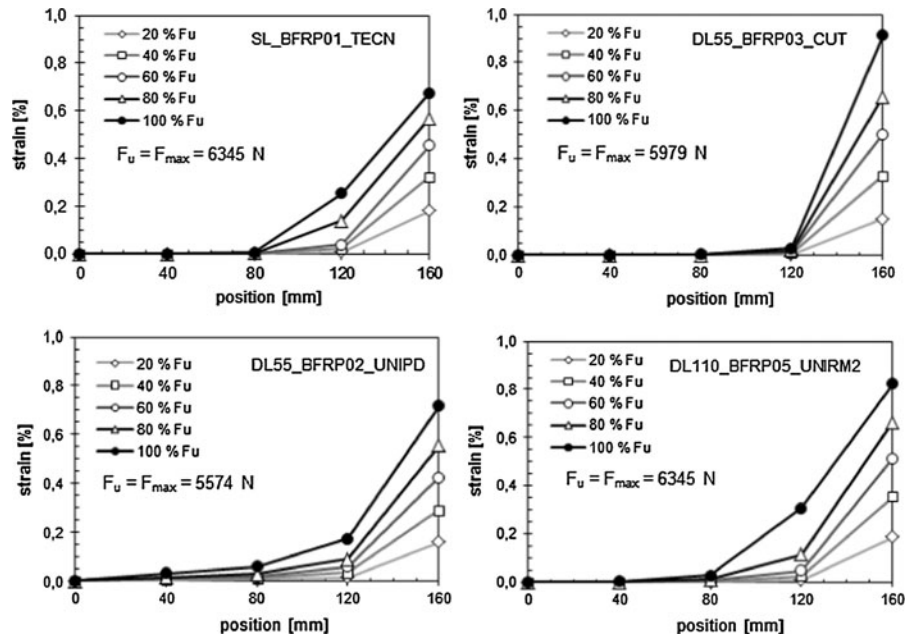 SL_BFRP01_TECN
1,0
0,8
0,6
0,4
0,2
0,0
strain [%]
20 % Fu
40 % Fu
60 % Fu
80 % Fu
100 % Fu
Fu = Fmax = 6345 N
0 40 80 120 160
position [mm]
DL55_BFRP03_CUT
1,0
0,8
0,6
0,4
0,2
0,0
strain [%]
20 % Fu
40 % Fu
60 % Fu
80 % Fu
100 % Fu
Fu = Fmax = 5979 N
0 40 80 120 160
position [mm]
DL55_BFRP02_UNIPD
1,0
0,8
0,6
0,4
0,2
0,0
strain [%]
20 % Fu
40 % Fu
60 % Fu
80 % Fu
100 % Fu
Fu = Fmax = 5574 N
0 40 80 120 160
position [mm]
DL110_BFRP05_UNIRM2
1,0
0,8
0,6
0,4
0,2
0,0
strain [%]
20 % Fu
40 % Fu
60 % Fu
80 % Fu
100 % Fu
Fu = Fmax = 6345 N
0 40 80 120 160
position [mm]